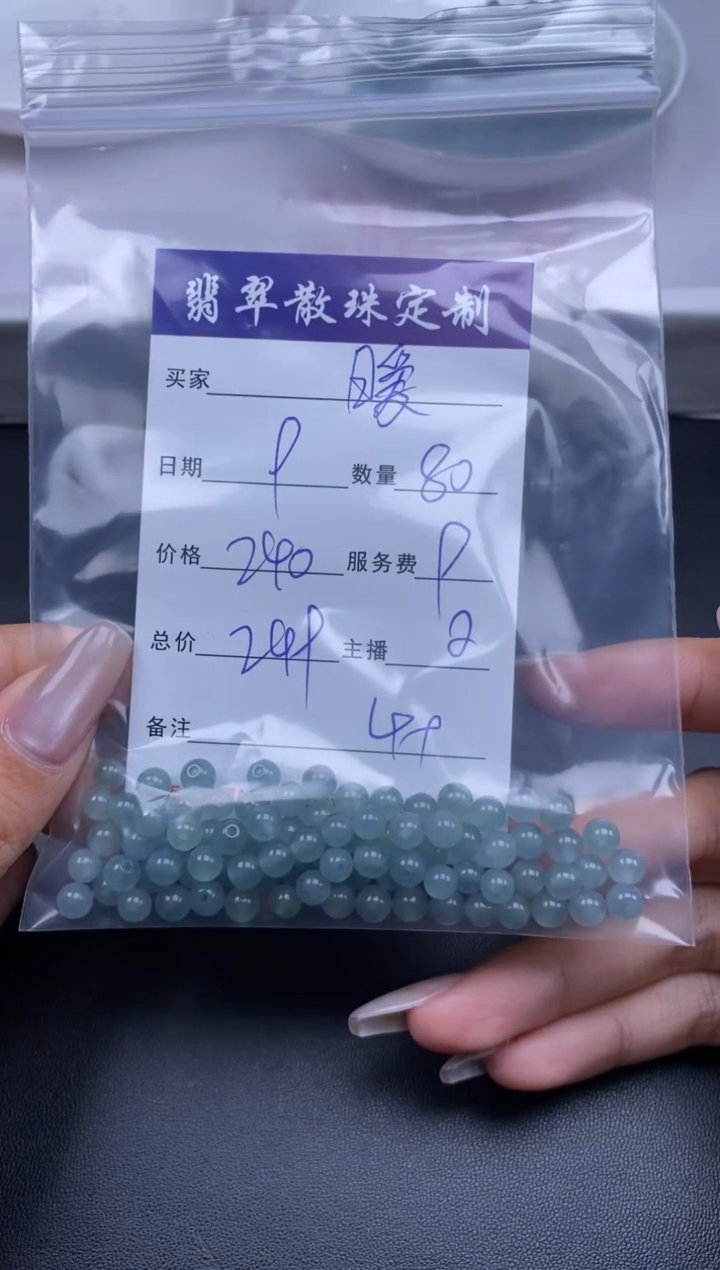 翡翠散珠定制
买家 暖
日期 数量 80
价格 240 服务费
总价 主播 2
备注